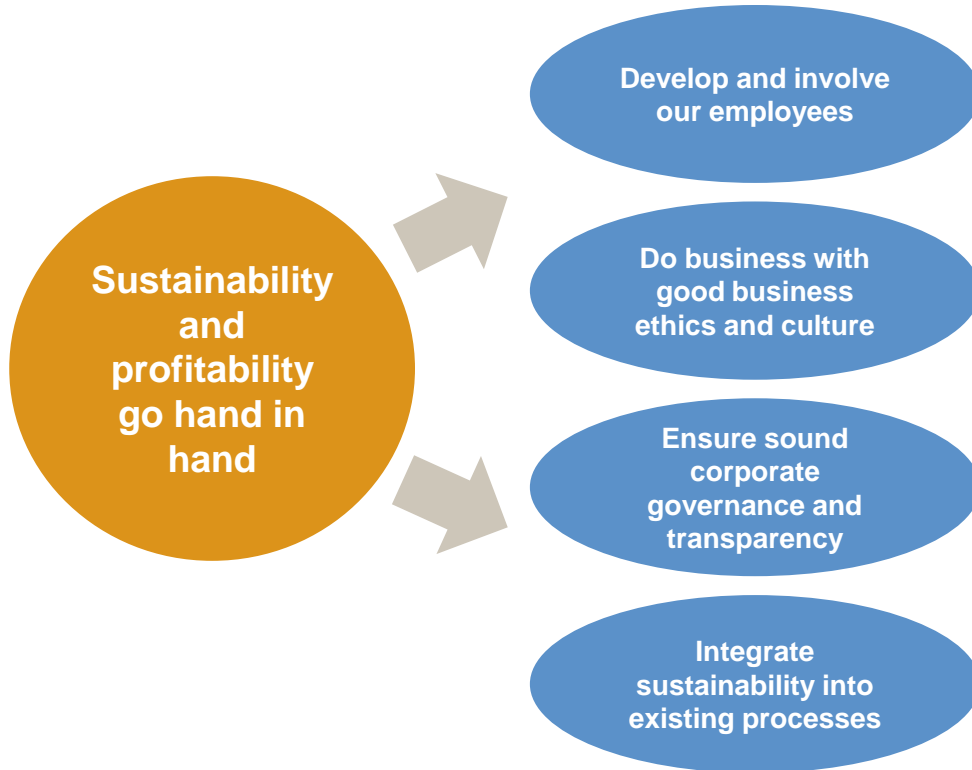 Sustainability
and
profitability
go hand in
hand
Develop and involve
our employees
Do business with
good business
ethics and culture
Ensure sound
corporate
governance and
transparency
Integrate
sustainability into
existing processes